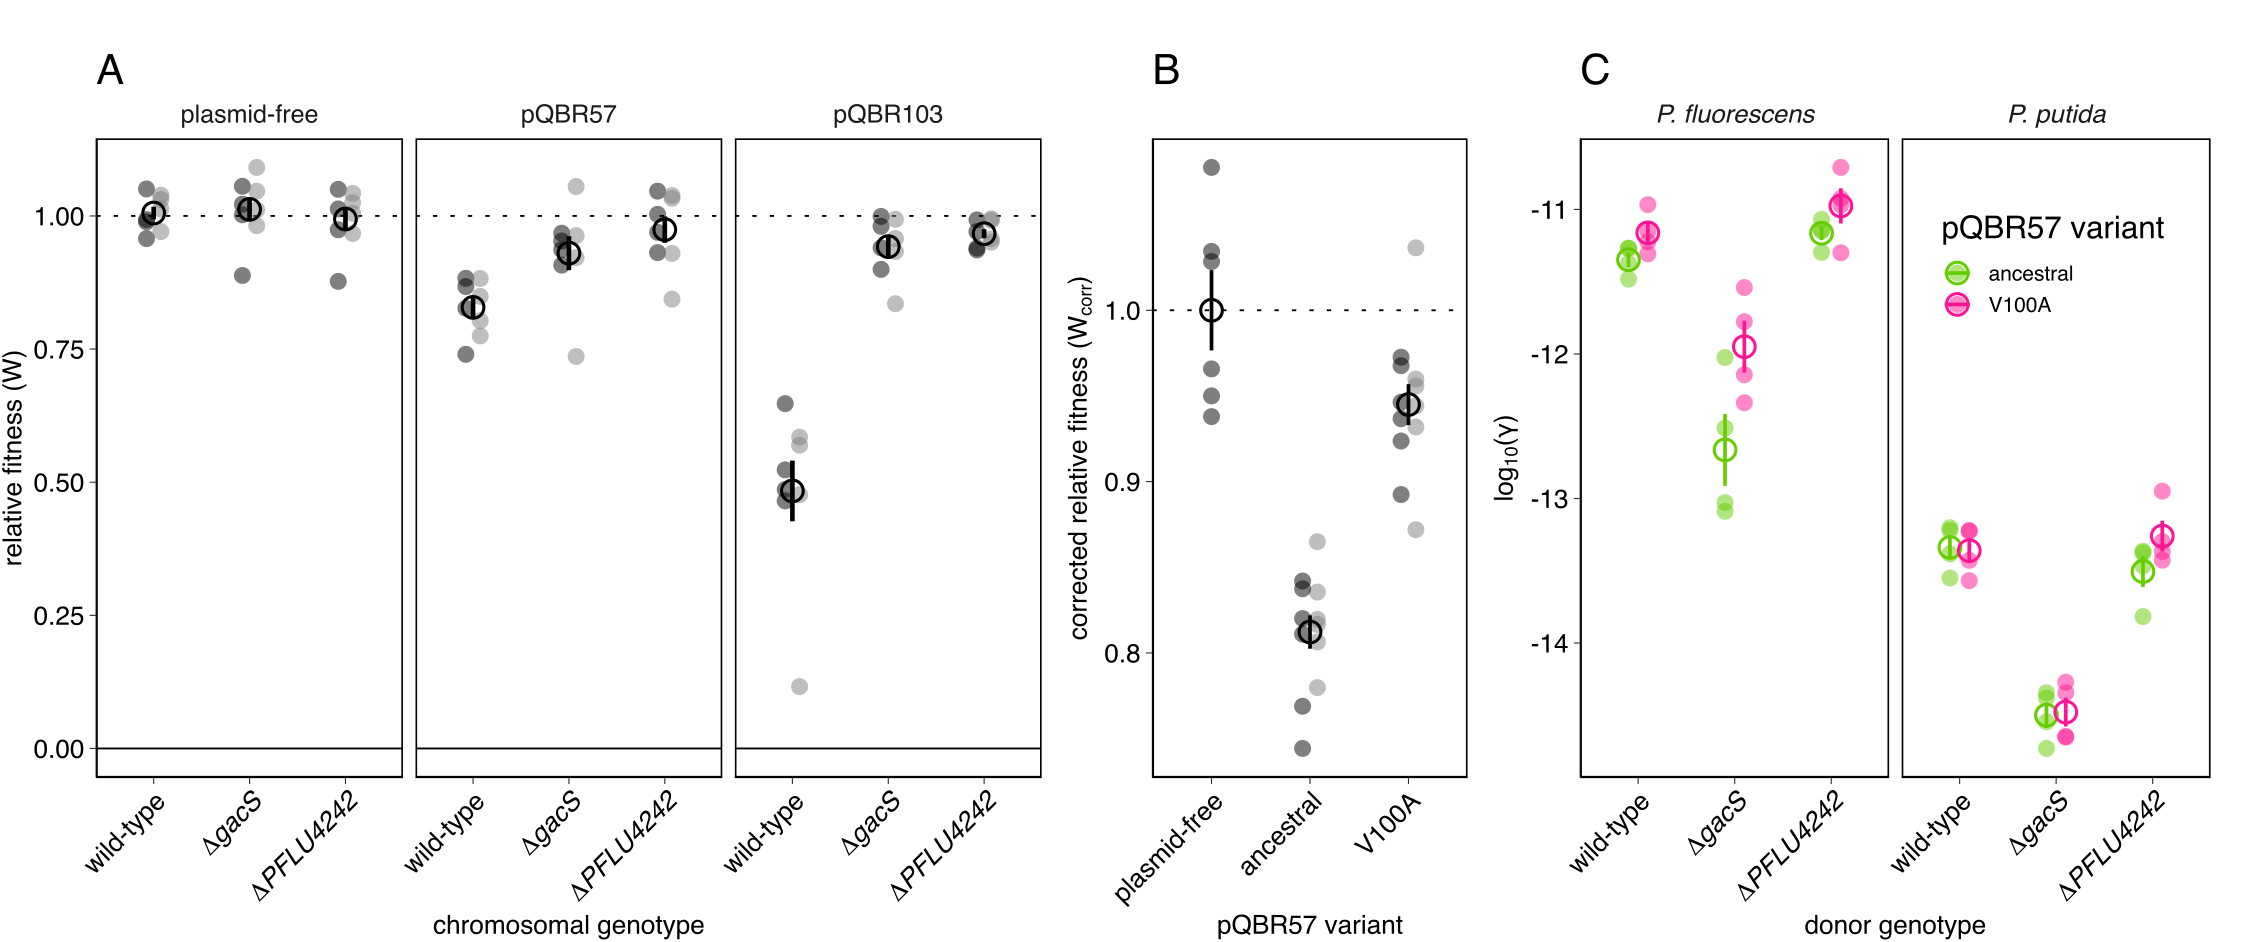 A
plasmid-free
pQBR57
pQBR103
relative fitness (W)
1.00
0.75
0.50
0.25
0.00
wild-type
ΔgacS
ΔPFLU4242
wild-type
ΔgacS
ΔPFLU4242
wild-type
ΔgacS
ΔPFLU4242
chromosomal genotype
B
corrected relative fitness (Wcorr)
1.0
0.9
0.8
plasmid-free
ancestral
V100A
pQBR57 variant
C
P. fluorescens
P. putida
log10(γ)
-11
-12
-13
-14
pQBR57 variant
ancestral
V100A
wild-type
ΔgacS
ΔPFLU4242
wild-type
ΔgacS
ΔPFLU4242
donor genotype